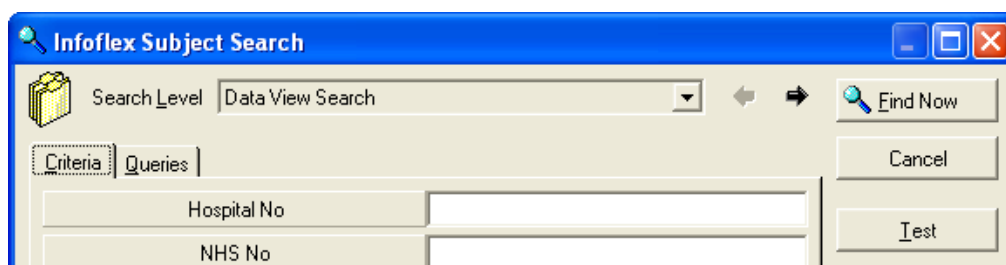 Infoflex Subject Search
Search Level Data View Search
Find Now
Criteria Queries
Cancel
Hospital No
Test
NHS No